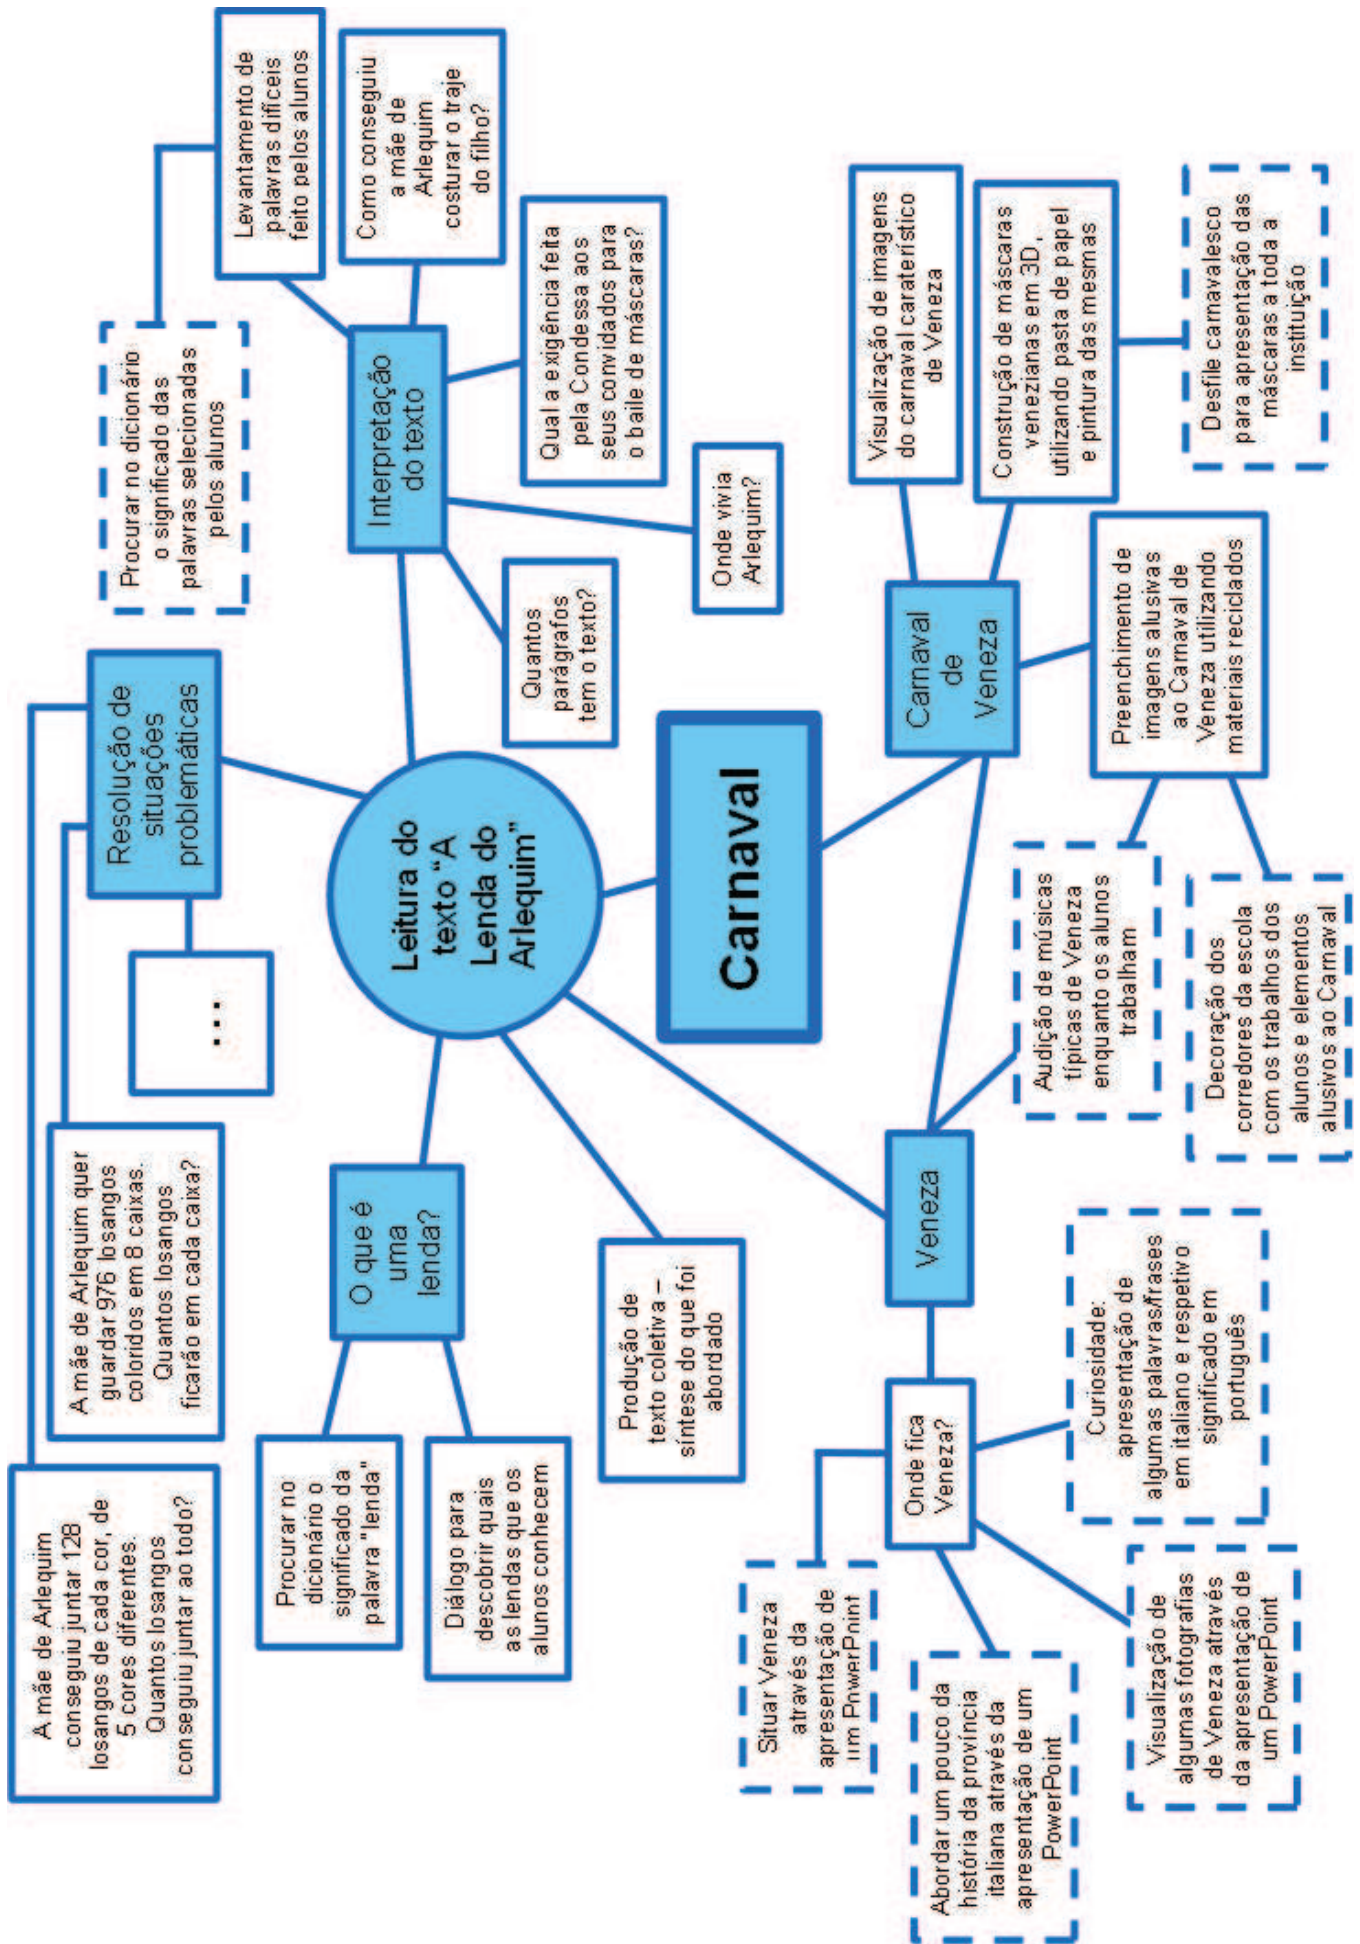 A mãe de Arlequim
conseguiu juntar 128
losangos de cada cor, de
5 cores diferentes.
Quantos losangos
conseguiu juntar ao todo?
A mãe de Arlequim quer
guardar 976 losangos
coloridos em 8 caixas.
Quantos losangos
ficarão em cada caixa?
...
Resolução de
situações
problemáticas
Procurar no dicionário
o significado das
palavras selecionadas
pelos alunos
Levantamento de
palavras difíceis
feito pelos alunos
Como conseguiu
a mãe de
Arlequim
costurar o traje
do filho?
Interpretação
do texto
Qual a exigência feita
pela Condessa aos
seus convidados para
o baile de máscaras?
Quantos
parágrafos
tem o texto?
Onde vivia
Arlequim?
Procurar no
dicionário o
significado da
palavra "lenda"
O que é
uma
lenda?
Diálogo para
descobrir quais
as lendas que os
alunos conhecem
Leitura do
texto “A
Lenda do
Arlequim”
Produção de
texto coletiva –
síntese do que foi
abordado
Carnaval
Situar Veneza
através da
apresentação de
um PowerPoint
Onde fica
Veneza?
Veneza
Carnaval
de
Veneza
Visualização de imagens
do carnaval caraterístico
de Veneza
Construção de máscaras
venezianas em 3D,
utilizando pasta de papel
e pintura das mesmas
Abordar um pouco da
história da província
italiana através da
apresentação de um
PowerPoint
Curiosidade:
apresentação de
algumas palavras/frases
em italiano e respetivo
significado em
português
Audição de músicas
típicas de Veneza
enquanto os alunos
trabalham
Preenchimento de
imagens alusivas
ao Carnaval de
Veneza utilizando
materiais reciclados
Visualização de
algumas fotografias
de Veneza através
da apresentação de
um PowerPoint
Decoração dos
corredores da escola
com os trabalhos dos
alunos e elementos
alusivos ao Carnaval
Desfile carnavalesco
para apresentação das
máscaras a toda a
instituição